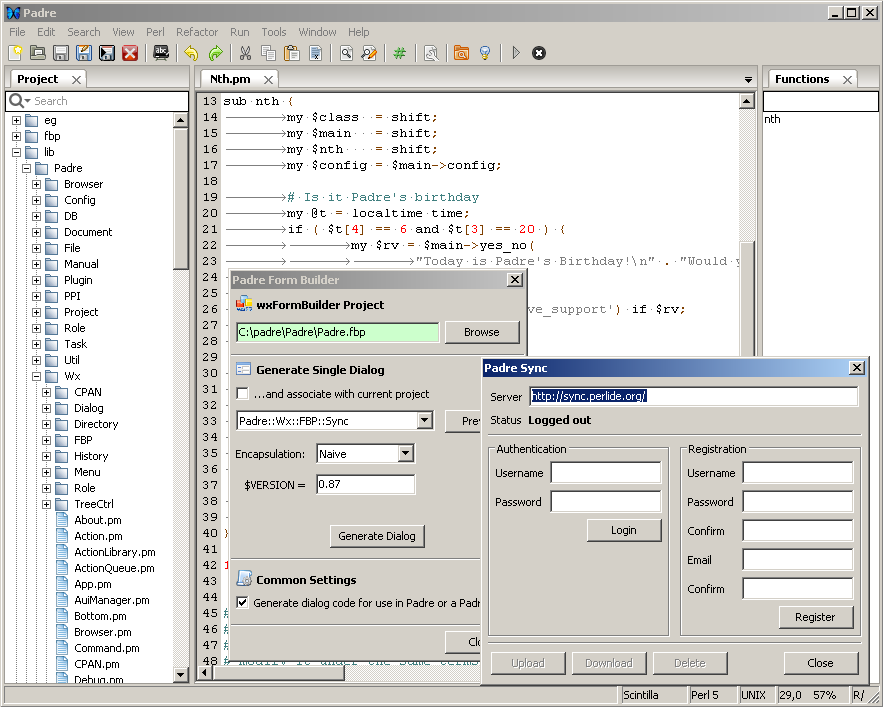 Padre
File Edit Search View Perl Refactor Run Tools Window Help
Project
Search
eg
fbp
lib
Padre
Browser
Config
DB
Document
File
Manual
Plugin
PPI
Project
Role
Task
Util
Wx
CPAN
Dialog
Directory
FBP
History
Menu
Role
TreeCtrl
About.pm
Action.pm
ActionLibrary.pm
ActionQueue.pm
App.pm
AuiManager.pm
Bottom.pm
Browser.pm
Command.pm
CPAN.pm
Debug.pm
Nth.pm
13 sub nth {
14 my $class = shift;
15 my $main = shift;
16 my $nth = shift;
17 my $config = $main->config;
18
19 # Is it Padre's birthday
20 my @t = localtime time;
21 if ( $t[4] == 6 and $t[3] == 20 ) {
22 my $rv = $main->yes_no(
23 "Today is Padre's Birthday!\n" . "Would y
24
25
26 ve_support') if $rv;
27
28
29
30
31
32
33
34
35
36
37
38
39
40 }
41
42 1
43
44
45 #
46 #
47 #
48 # modify it under the same terms
Functions
nth
Padre Form Builder
wxFormBuilder Project
C:\padre\Padre\Padre.fbp
Browse
Generate Single Dialog
...and associate with current project
Padre::Wx::FBP::Sync
Prev
Encapsulation: Naive
$VERSION = 0.87
Generate Dialog
Common Settings
Generate dialog code for use in Padre or a Padr
Clo
Padre Sync
Server http://sync.perlide.org/
Status Logged out
Authentication
Username
Password
Login
Registration
Username
Password
Confirm
Email
Confirm
Register
Upload Download Delete Close
Scintilla Perl 5 UNIX 29,0 57% R/